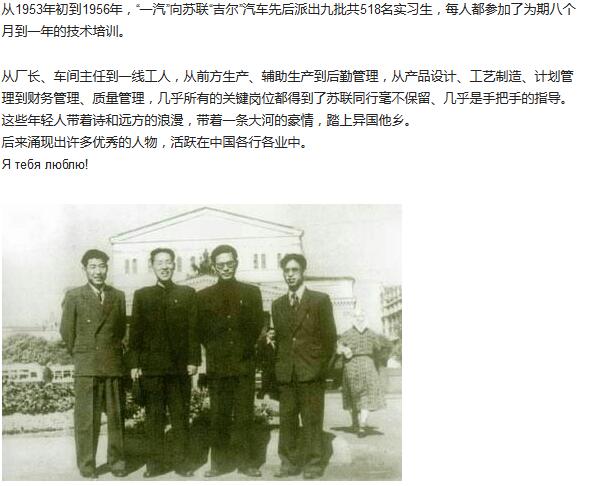 从1953年初到1956年，“一汽”向苏联“吉尔”汽车先后派出九批共518名实习生，每人都参加了为期八个
月到一年的技术培训。
从厂长、车间主任到一线工人，从前方生产、辅助生产到后勤管理，从产品设计、工艺制造、计划管
理到财务管理、质量管理，几乎所有的关键岗位都得到了苏联同行毫不保留、几乎是手把手的指导。
这些年轻人带着诗和远方的浪漫，带着一条大河的豪情，踏上异国他乡。
后来涌现出许多优秀的人物，活跃在中国各行各业中。
Я тебя люблю!